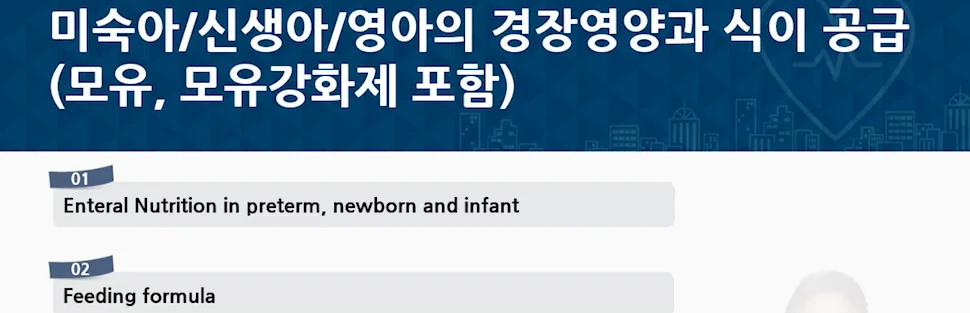 미숙아/신생아/영아의 경장영양과 식이 공급
(모유, 모유강화제 포함)
01
Enteral Nutrition in preterm, newborn and infant
02
Feeding formula